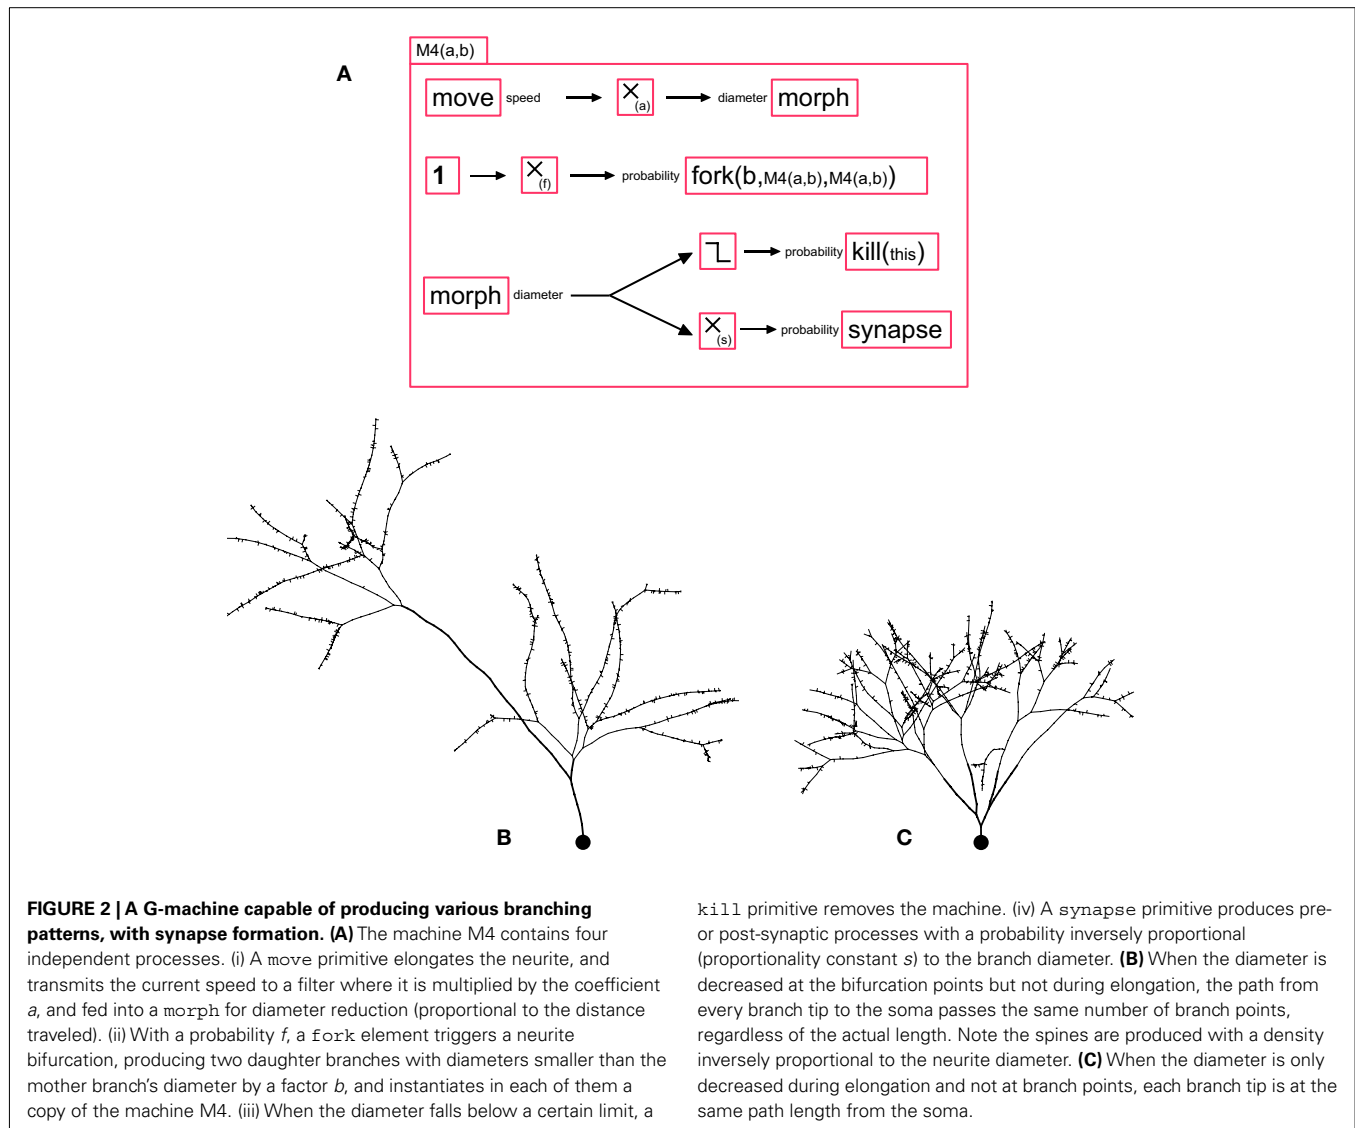 M4(a,b)
A
move speed × (a) diameter morph
1 × (f) probability fork(b,M4(a,b),M4(a,b))
probability kill(this)
morph diameter
× (s) probability synapse
B
C
FIGURE 2 | A G-machine capable of producing various branching
patterns, with synapse formation. (A) The machine M4 contains four
independent processes. (i) A move primitive elongates the neurite, and
transmits the current speed to a filter where it is multiplied by the coefficient
a, and fed into a morph for diameter reduction (proportional to the distance
traveled). (ii) With a probability f, a fork element triggers a neurite
bifurcation, producing two daughter branches with diameters smaller than the
mother branch's diameter by a factor b, and instantiates in each of them a
copy of the machine M4. (iii) When the diameter falls below a certain limit, a
kill primitive removes the machine. (iv) A synapse primitive produces pre-
or post-synaptic processes with a probability inversely proportional
(proportionality constant s) to the branch diameter. (B) When the diameter is
decreased at the bifurcation points but not during elongation, the path from
every branch tip to the soma passes the same number of branch points,
regardless of the actual length. Note the spines are produced with a density
inversely proportional to the neurite diameter. (C) When the diameter is only
decreased during elongation and not at branch points, each branch tip is at the
same path length from the soma.